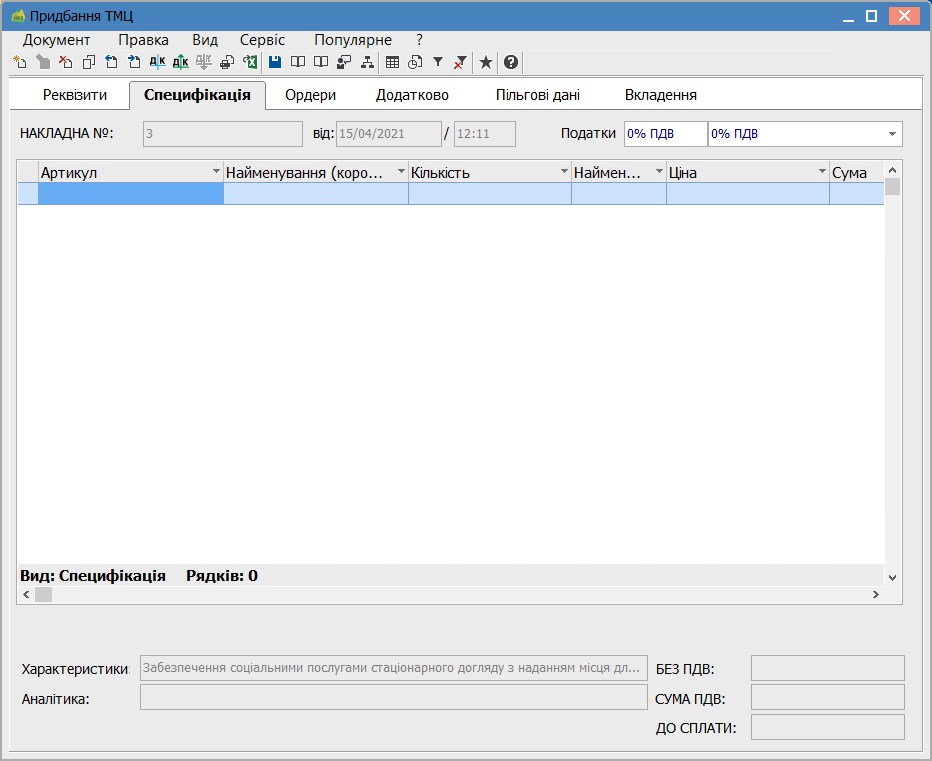 Придбання ТМЦ
Документ Правка Вид Сервіс Популярне ?
Реквізити Специфікація Ордери Додатково Пільгові дані Вкладення
НАКЛАДНА №: 3 від: 15/04/2021 / 12:11 Податки 0% ПДВ 0% ПДВ
Артикул Найменування (коро... Кількість Наймен... Ціна Сума
Вид: Специфікація Рядків: 0
Характеристики: Забезпечення соціальними послугами стаціонарного догляду з наданням місця дл... БЕЗ ПДВ:
Аналітика: СУМА ПДВ:
ДО СПЛАТИ: